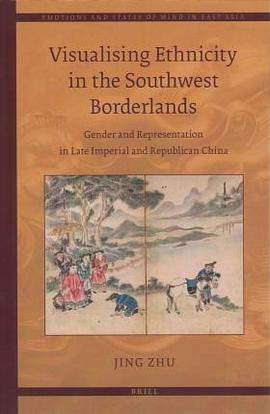 EMOTIONS AND STATES OF MIND IN EAST ASIA
Visualising Ethnicity
in the Southwest
Borderlands
Gender and Representation
in Late Imperial and Republican China
JING ZHU
BRILL